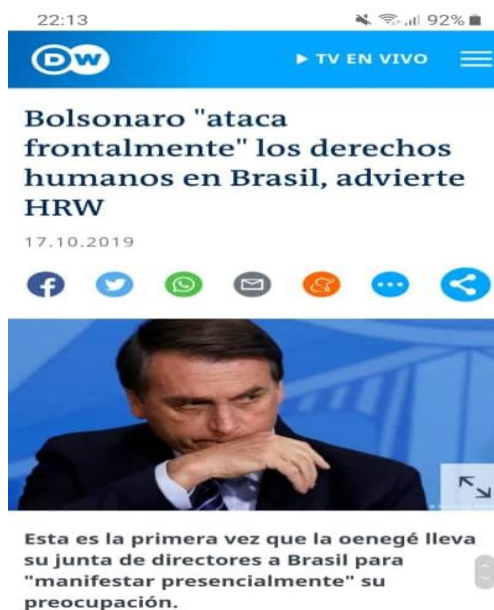 22:13 92%
DW ▶ TV EN VIVO
Bolsonaro "ataca
frontalmente" los derechos
humanos en Brasil, advierte
HRW
17.10.2019
Esta es la primera vez que la oenegé lleva
su junta de directores a Brasil para
"manifestar presencialmente" su
preocupación.